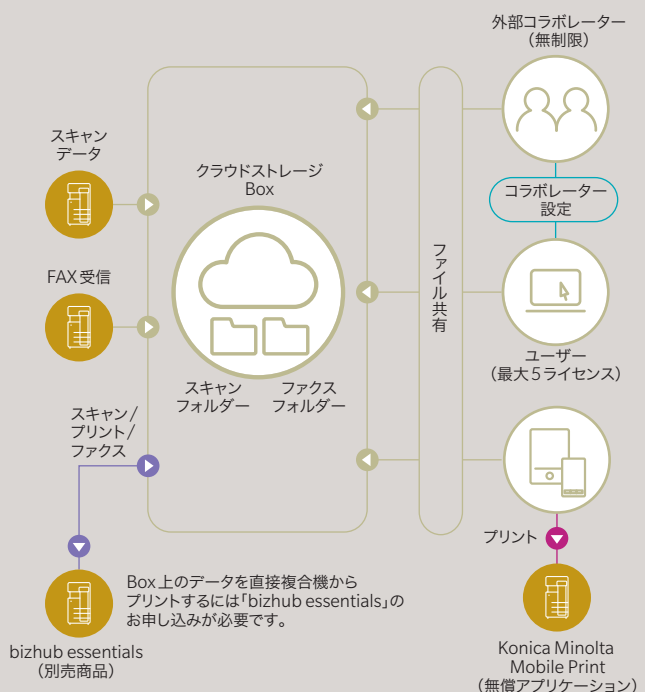 外部コラボレーター
（無制限）
スキャン
データ
クラウドストレージ
Box
コラボレーター
設定
FAX受信
ファイル共有
ユーザー
（最大5ライセンス）
スキャン
フォルダー
ファクス
フォルダー
スキャン/
プリント/
ファクス
プリント
Box上のデータを直接複合機から
プリントするには「bizhub essentials」の
お申し込みが必要です。
bizhub essentials
（別売商品）
Konica Minolta
Mobile Print
（無償アプリケーション）